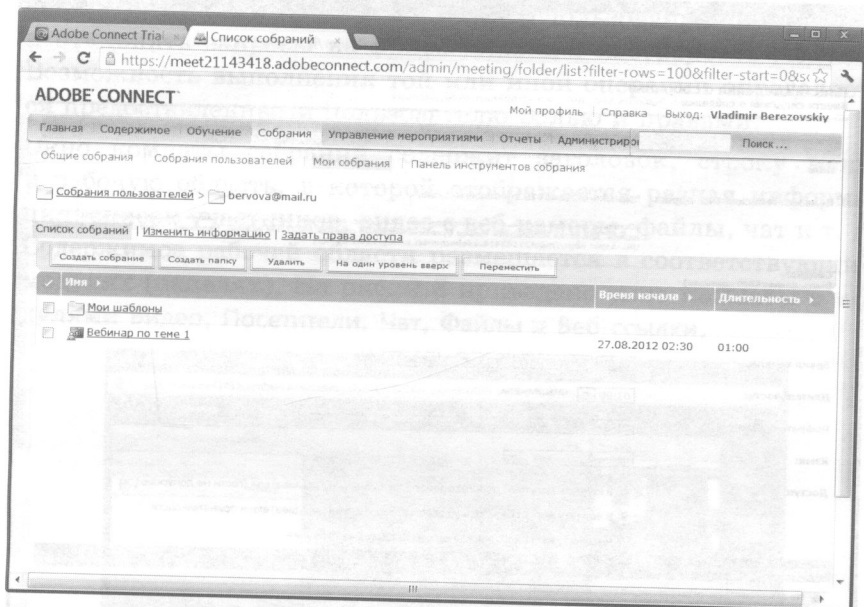 Adobe Connect Trial Список собраний
https://meet21143418.adobeconnect.com/admin/meeting/folder/list?filter-rows=100&filter-start=0&s
ADOBE® CONNECT™
Мой профиль | Справка Выход: Vladimir Berezovskiy
Главная Содержимое Обучение Собрания Управление мероприятиями Отчеты Администрир Поиск ...
Общие собрания Собрания пользователей Мои собрания Панель инструментов собрания
Собрания пользователей > bervova@mail.ru
Список собраний | Изменить информацию | Задать права доступа
Создать собрание Создать папку Удалить На один уровень вверх Переместить
Имя Время начала Длительность
Мои шаблоны
Вебинар по теме 1 27.08.2012 02:30 01:00